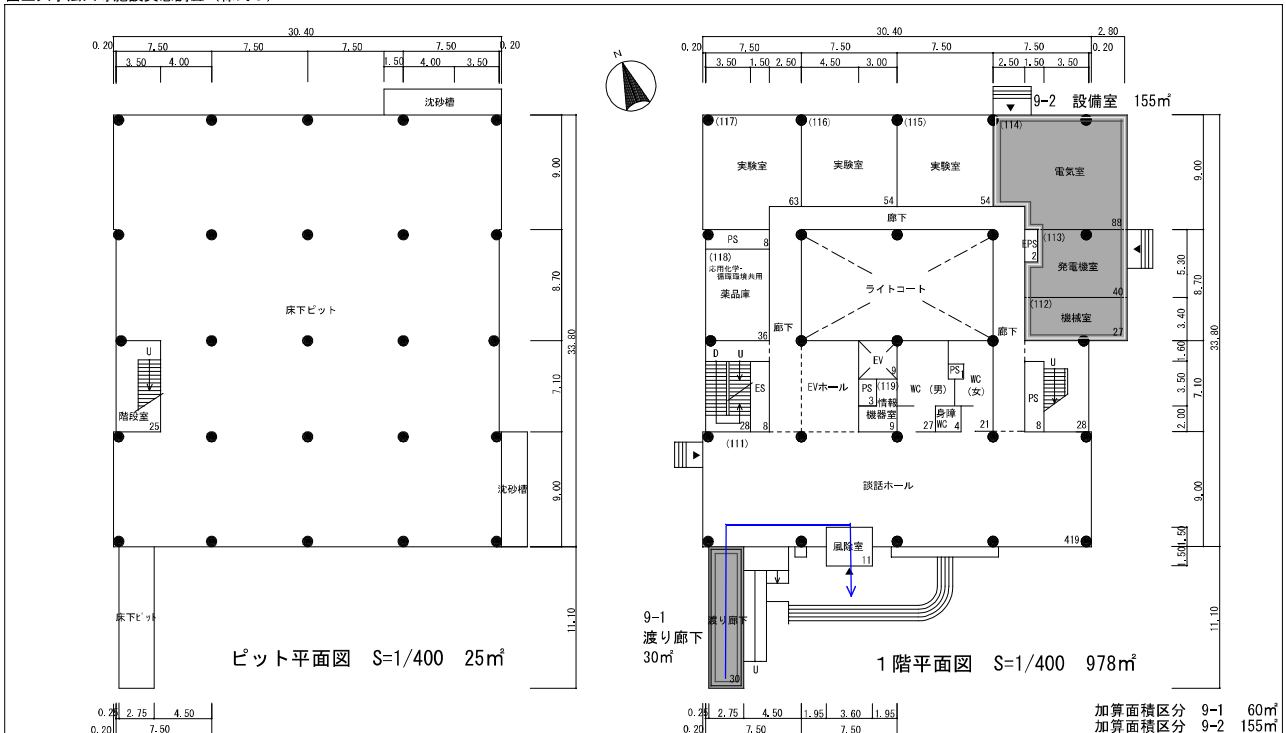 30.40
0.20 7.50 7.50 7.50 7.50 0.20
3.50 4.00 1.50 4.00 3.50
沈砂槽
9.00
8.70
33.80
床下ピット
U
階段室
25
7.10
沈砂槽
9.00
床下ピット
11.10
ピット平面図 S=1/400 25㎡
0.25 2.75 4.50
0.20 7.50
N
30.40 2.80
0.20 7.50 7.50 7.50 7.50 0.20
3.50 1.50 2.50 4.50 3.00 2.50 1.50 3.50
9-2 設備室 155㎡
(117) (116) (115) (114)
実験室 実験室 実験室 電気室
63 54 54 88
廊下
PS 8
EPS 2
(113)
発電機室
40
(118)
応用化学・
循環環境共用
薬品庫
36
ライトコート
(112)
機械室
27
廊下 廊下
D U
ES
28 8
EVホール
EV
9
PS
3
(119)
情報
機器室
9
WC (男)
27
PS
1
WC
(女)
21
身障
WC 4
PS
8
U
28
(111)
談話ホール
419
風除室
11
9-1
渡り廊下
30㎡
渡り廊下
30
U
1階平面図 S=1/400 978㎡
9.00
5.30
8.70
3.40
33.80
1.60
3.50
7.10
2.00
9.00
1.50
1.50
11.10
0.25 2.75 4.50 1.95 3.60 1.95
0.20 7.50 7.50
加算面積区分 9-1 60㎡
加算面積区分 9-2 155㎡